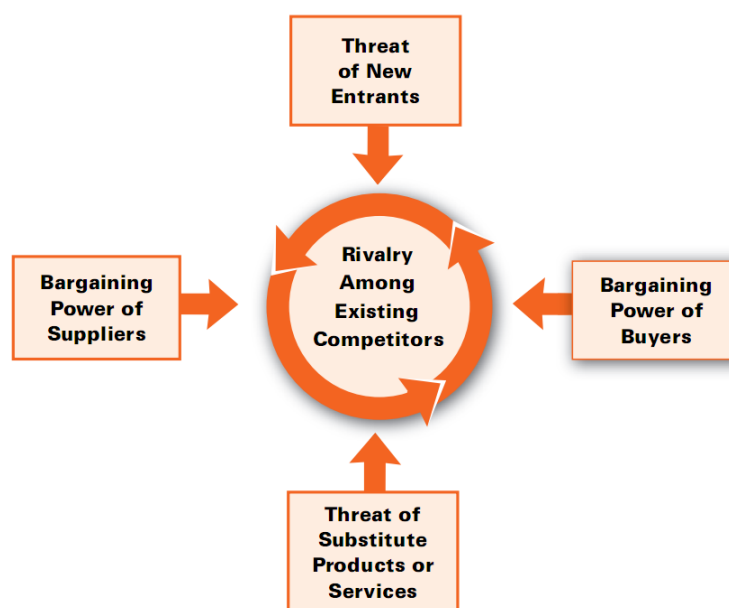 Threat
of New
Entrants
Bargaining
Power of
Suppliers
Rivalry
Among
Existing
Competitors
Bargaining
Power of
Buyers
Threat of
Substitute
Products or
Services